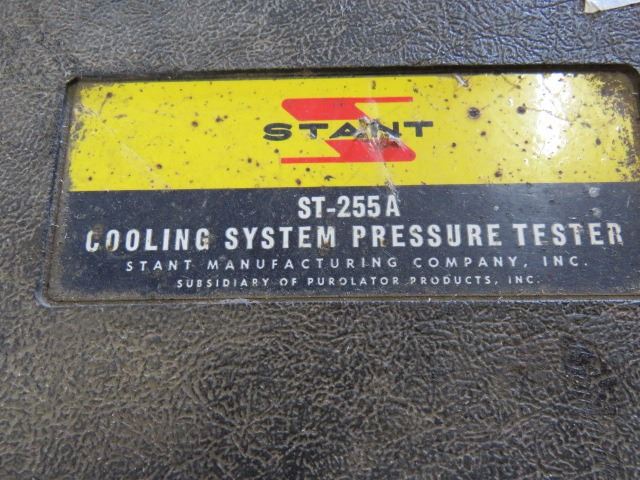 STANT
ST-255A
COOLING SYSTEM PRESSURE TESTER
STANT MANUFACTURING COMPANY, INC.
SUBSIDIARY OF PUROLATOR PRODUCTS, INC.